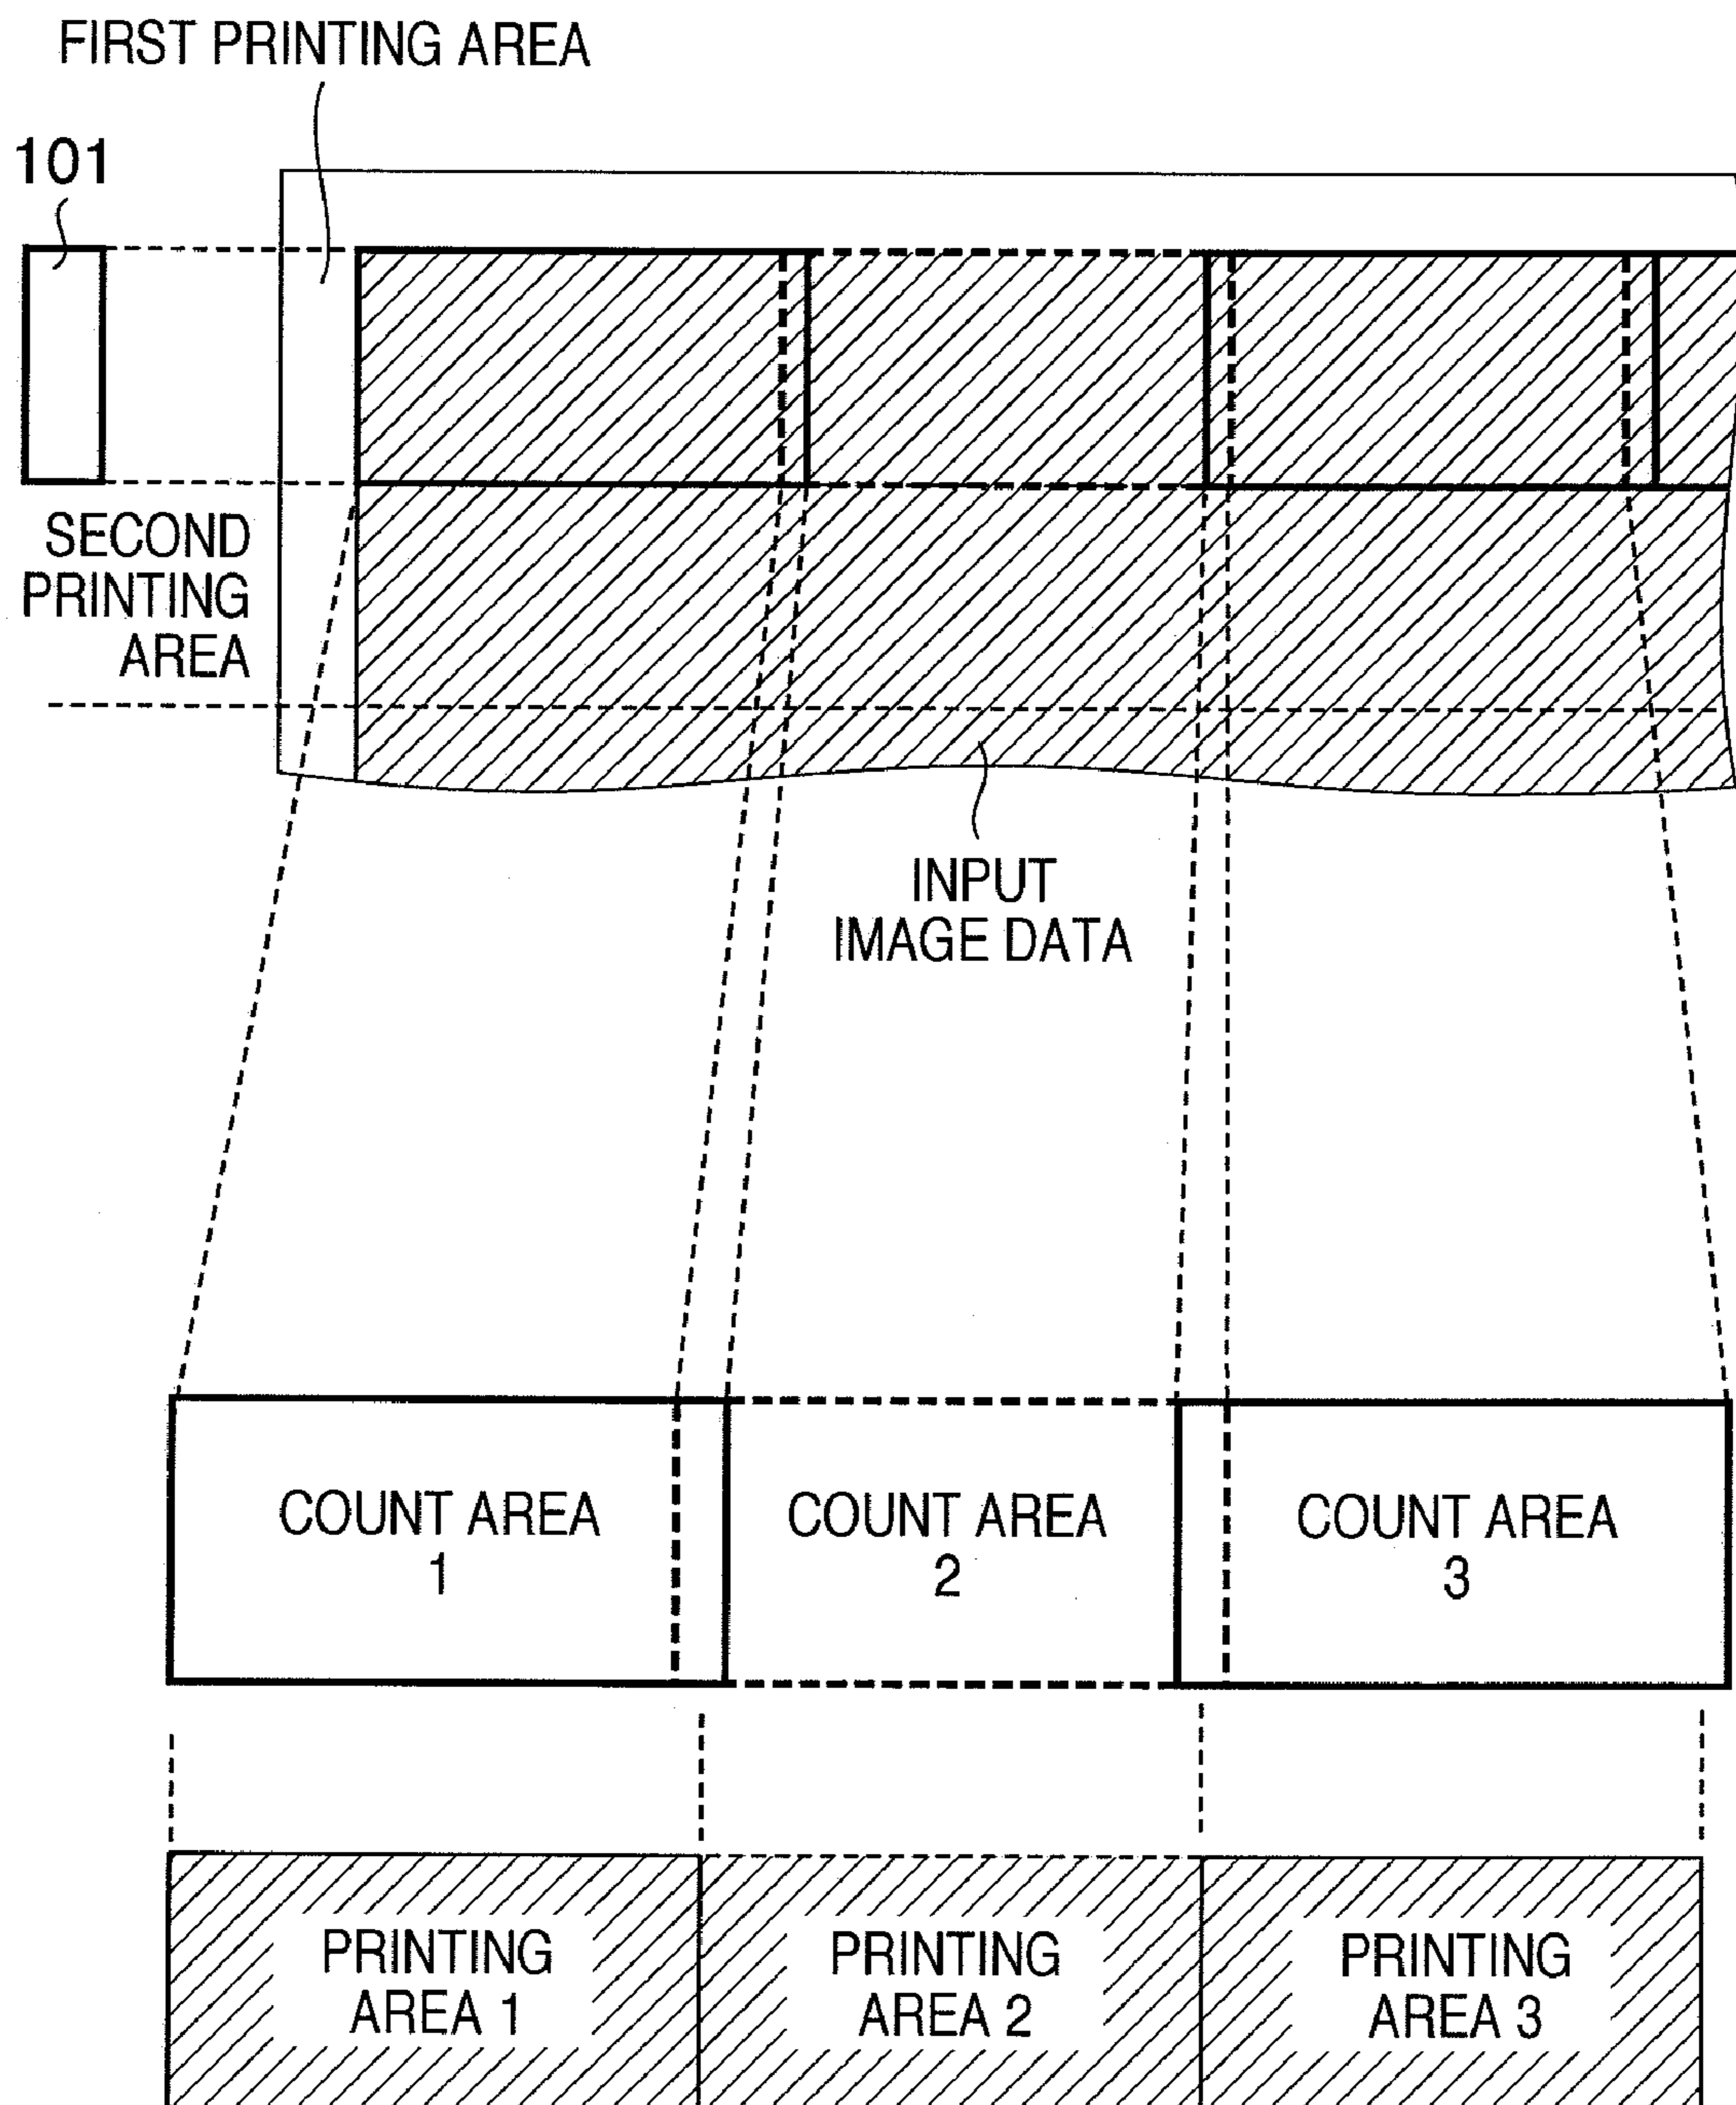 FIRST PRINTING AREA
101
SECOND
PRINTING
AREA
INPUT
IMAGE DATA
COUNT AREA
1
COUNT AREA
2
COUNT AREA
3
PRINTING
AREA 1
PRINTING
AREA 2
PRINTING
AREA 3